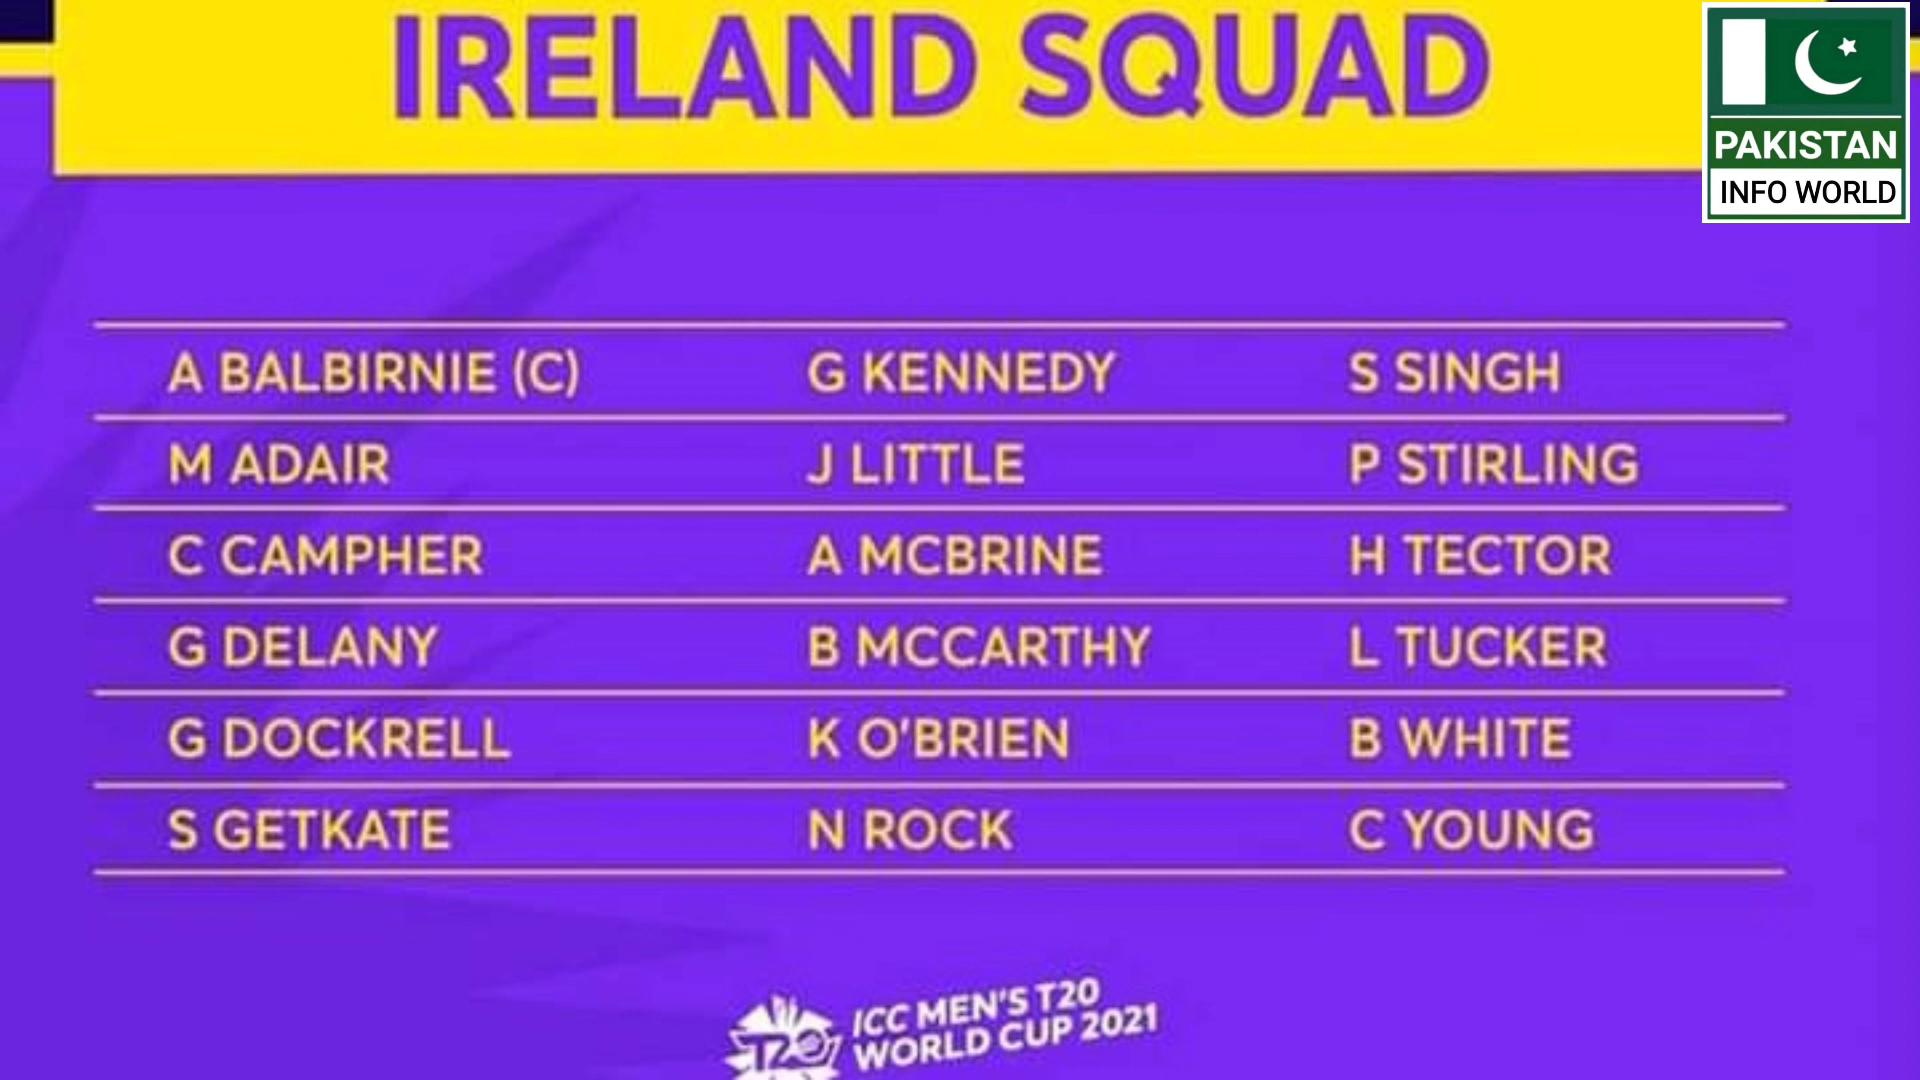 IRELAND SQUAD
PAKISTAN
INFO WORLD
A BALBIRNIE (C) G KENNEDY S SINGH
M ADAIR J LITTLE P STIRLING
C CAMPHER A MCBRINE H TECTOR
G DELANY B MCCARTHY L TUCKER
G DOCKRELL K O'BRIEN B WHITE
S GETKATE N ROCK C YOUNG
T20
ICC MEN'S T20
WORLD CUP 2021